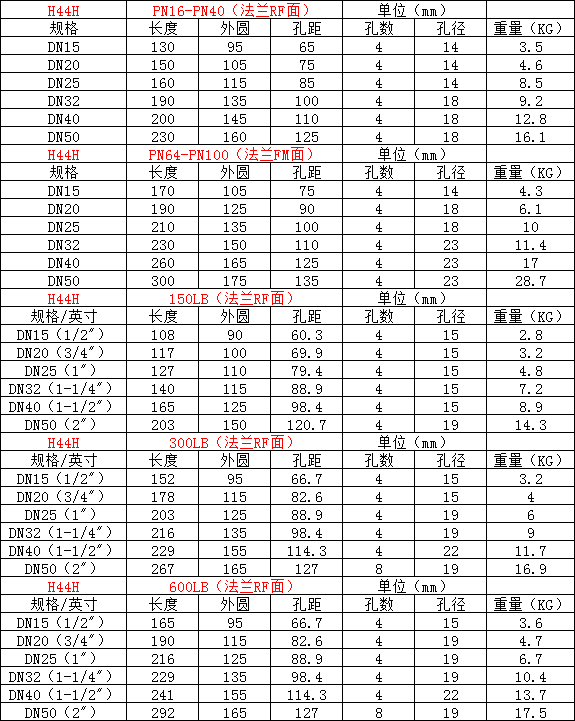 H44H PN16-PN40（法兰RF面） 单位（mm）
规格 长度 外圆 孔距 孔数 孔径 重量（KG）
DN15 130 95 65 4 14 3.5
DN20 150 105 75 4 14 4.6
DN25 160 115 85 4 14 8.5
DN32 190 135 100 4 18 9.2
DN40 200 145 110 4 18 12.8
DN50 230 160 125 4 18 16.1
H44H PN64-PN100（法兰FM面） 单位（mm）
规格 长度 外圆 孔距 孔数 孔径 重量（KG）
DN15 170 105 75 4 14 4.3
DN20 190 125 90 4 18 6.1
DN25 210 135 100 4 18 10
DN32 230 150 110 4 23 11.4
DN40 260 165 125 4 23 17
DN50 300 175 135 4 23 28.7
H44H 150LB（法兰RF面） 单位（mm）
规格/英寸 长度 外圆 孔距 孔数 孔径 重量（KG）
DN15（1/2"） 108 90 60.3 4 15 2.8
DN20（3/4"） 117 100 69.9 4 15 3.2
DN25（1"） 127 110 79.4 4 15 4.8
DN32（1-1/4"） 140 115 88.9 4 15 7.2
DN40（1-1/2"） 165 125 98.4 4 15 8.9
DN50（2"） 203 150 120.7 4 19 14.3
H44H 300LB（法兰RF面） 单位（mm）
规格/英寸 长度 外圆 孔距 孔数 孔径 重量（KG）
DN15（1/2"） 152 95 66.7 4 15 3.2
DN20（3/4"） 178 115 82.6 4 15 4
DN25（1"） 203 125 88.9 4 19 6
DN32（1-1/4"） 216 135 98.4 4 19 9
DN40（1-1/2"） 229 155 114.3 4 22 11.7
DN50（2"） 267 165 127 8 19 16.9
H44H 600LB（法兰RF面） 单位（mm）
规格/英寸 长度 外圆 孔距 孔数 孔径 重量（KG）
DN15（1/2"） 165 95 66.7 4 15 3.6
DN20（3/4"） 190 115 82.6 4 19 4.7
DN25（1"） 216 125 88.9 4 19 6.7
DN32（1-1/4"） 229 135 98.4 4 19 10.4
DN40（1-1/2"） 241 155 114.3 4 22 13.7
DN50（2"） 292 165 127 8 19 17.5